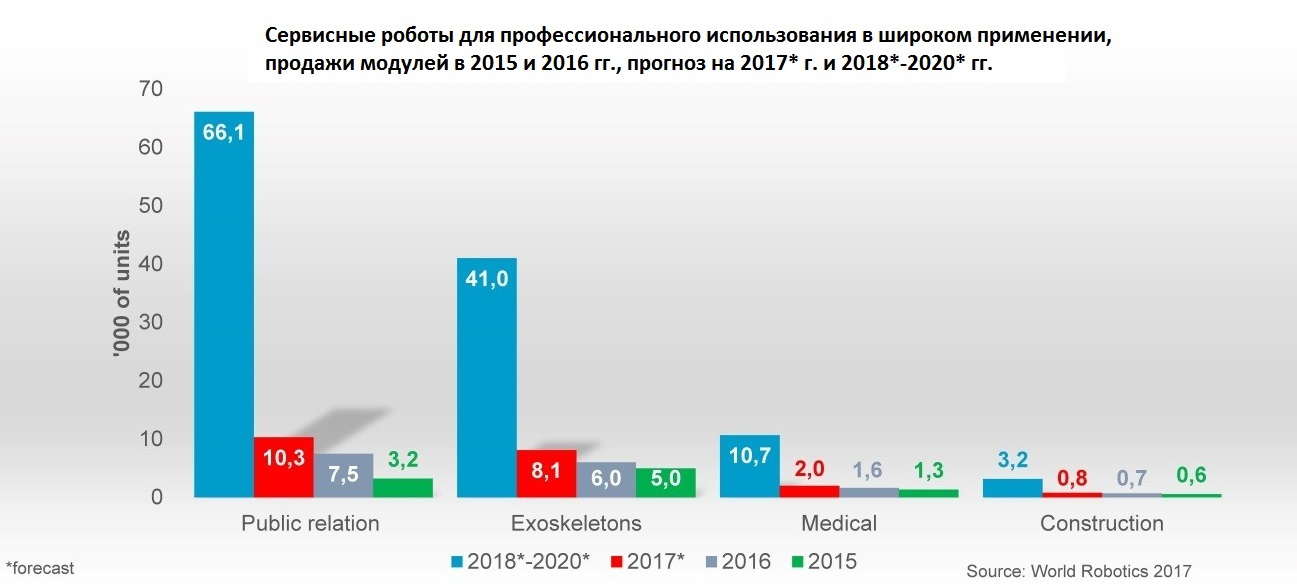 Сервисные роботы для профессионального использования в широком применении,
продажи модулей в 2015 и 2016 гг., прогноз на 2017* г. и 2018*-2020* гг.
'000 of units
70
60
50
40
30
20
10
0
66,1
10,3
7,5
3,2
41,0
8,1
6,0
5,0
10,7
2,0
1,6
1,3
3,2
0,8
0,7
0,6
Public relation
Exoskeletons
Medical
Construction
2018*-2020* 2017* 2016 2015
*forecast
Source: World Robotics 2017